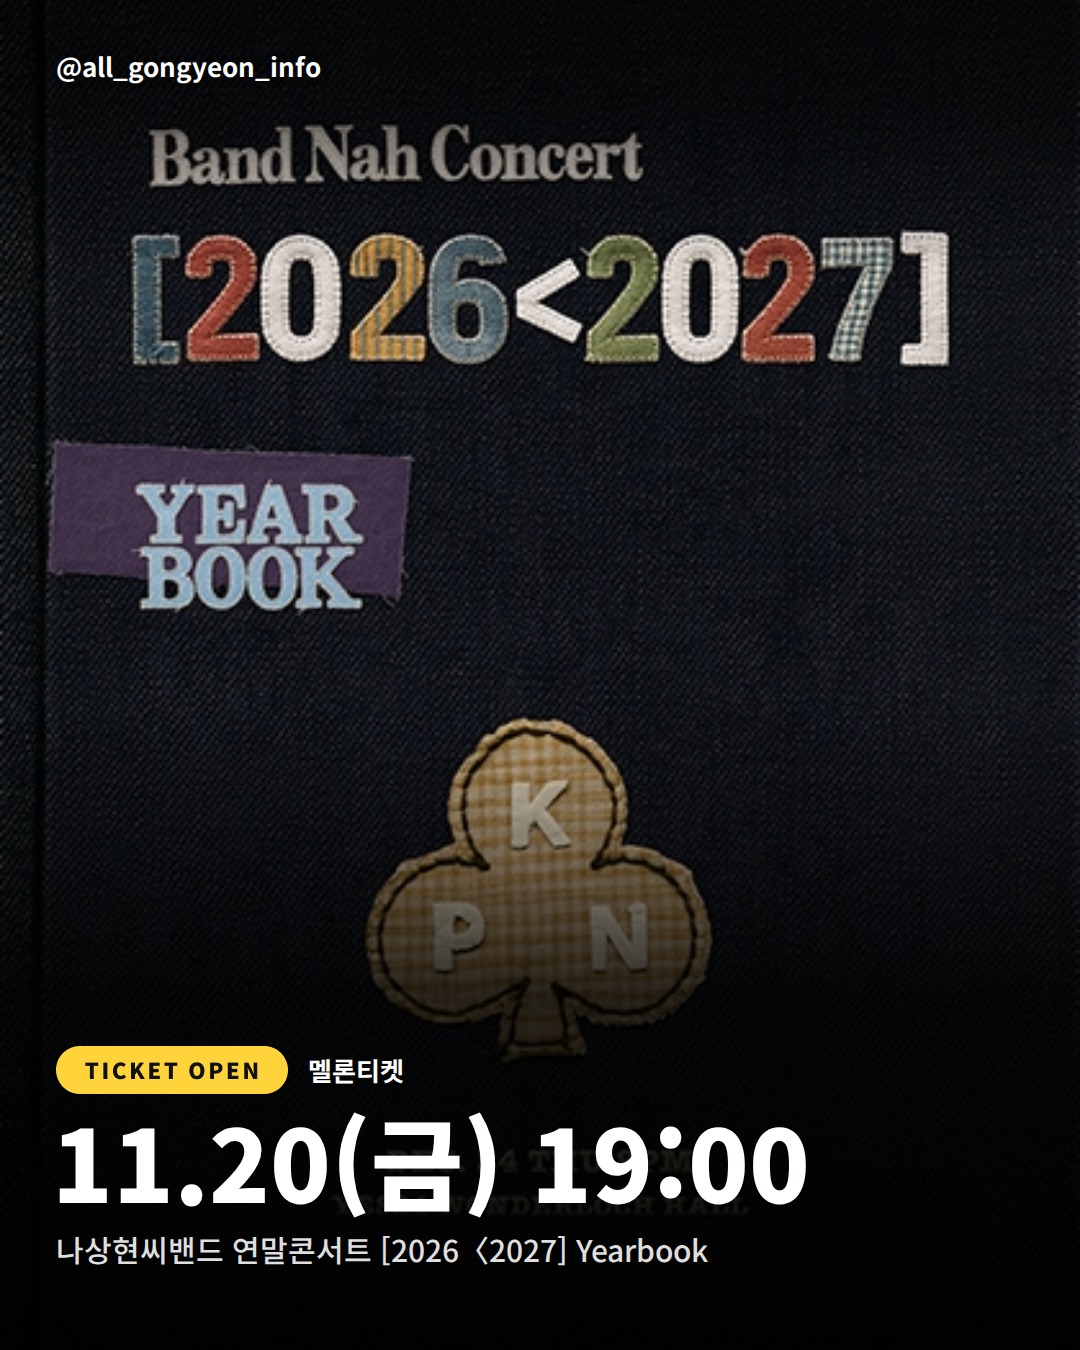 @all_gongyeon_info
Band Nah Concert
[2026<2027]
YEAR
BOOK
K
P N
TICKET OPEN 멜론티켓
11.20(금) 19:00
나상현씨밴드 연말콘서트 [2026〈2027] Yearbook